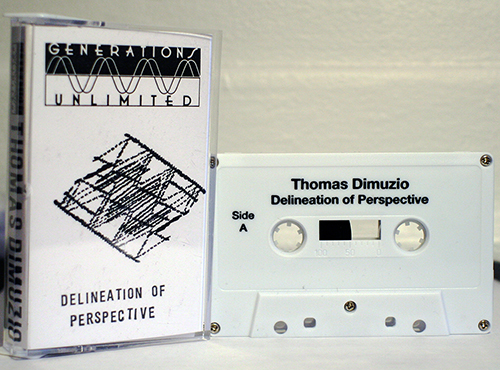 GENERATIONS
UNLIMITED
THOMAS DIMUZIO
DELINEATION OF
PERSPECTIVE
Thomas Dimuzio
Delineation of Perspective
Side
A